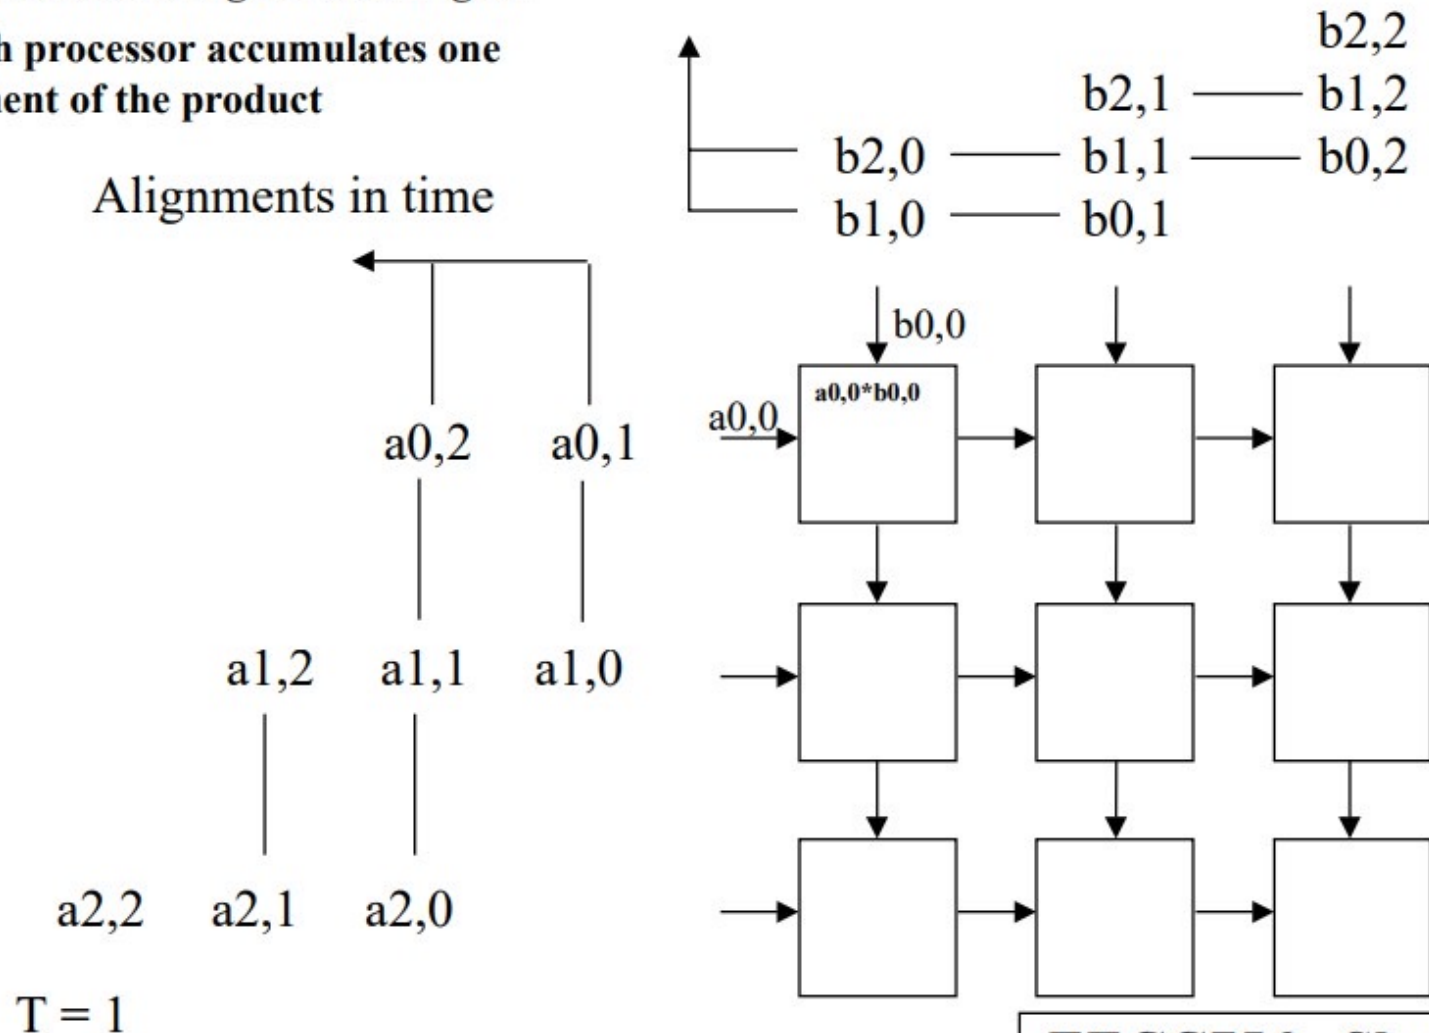 processor accumulates one
of the product
Alignments in time
b2,2
b2,1 b1,2
b2,0 b1,1 b0,2
b1,0 b0,1
b0,0
a0,0*b0,0
a0,0
a0,2 a0,1
a1,2 a1,1 a1,0
a2,2 a2,1 a2,0
T = 1